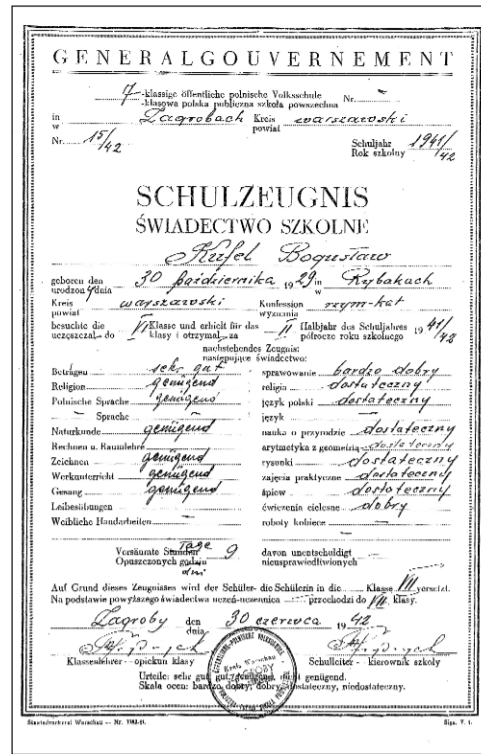 GENERALGOUVERNEMENT
7 -klassige öffentliche polnische Volksschule Nr. -
-klasowa polska publiczna szkoła powszechna
in Zagrobach Kreis warszawski
w powiat
Nr. 15/42 Schuljahr 1941/42
Rok szkolny
SCHULZEUGNIS
ŚWIADECTWO SZKOLNE
Kufel Bogusław
geboren den 30 października 1929 in Rybakach
urodzony dnia w
Kreis warszawski Konfession rzym-kat
powiat wyznania
besuchte die VI Klasse und erhielt für das II Halbjahr des Schuljahres 1941/42
uczęszczał do klasy i otrzymał za półrocze roku szkolnego
nachstehendes Zeugnis:
następujące świadectwo:
Betragen sehr gut sprawowanie bardzo dobry
Religion genügend religia dostateczny
Polnische Sprache genügend język polski dostateczny
— Sprache — język —
Naturkunde genügend nauka o przyrodzie dostateczny
Rechnen u. Raumlehre arytmetyka z geometrią dostateczny
Zeichnen genügend rysunki dostateczny
Werkunterricht genügend zajęcia praktyczne dostateczny
Gesang genügend śpiew dostateczny
Leibesübungen ćwiczenia cielesne dobry
Weibliche Handarbeiten — roboty kobiece —
Versäumte Stunden Tage 9 davon unentschuldigt —
Opuszczonych godzin dni nieusprawiedliwionych
Auf Grund dieses Zeugnisses wird der Schüler- die Schülerin in die Klasse VII versetzt.
Na podstawie powyższego świadectwa uczeń-uczennica — przechodzi do VII klasy.
Zagroby den 30 czerwca 1942
dnia
Klassenlehrer - opiekun klasy Schulleiter - kierownik szkoły
Urteile: sehr gut, gut, genügend, nicht genügend.
Skala ocen: bardzo dobry, dobry, dostateczny, niedostateczny.
Staatsdruckerei Warschau — Nr.